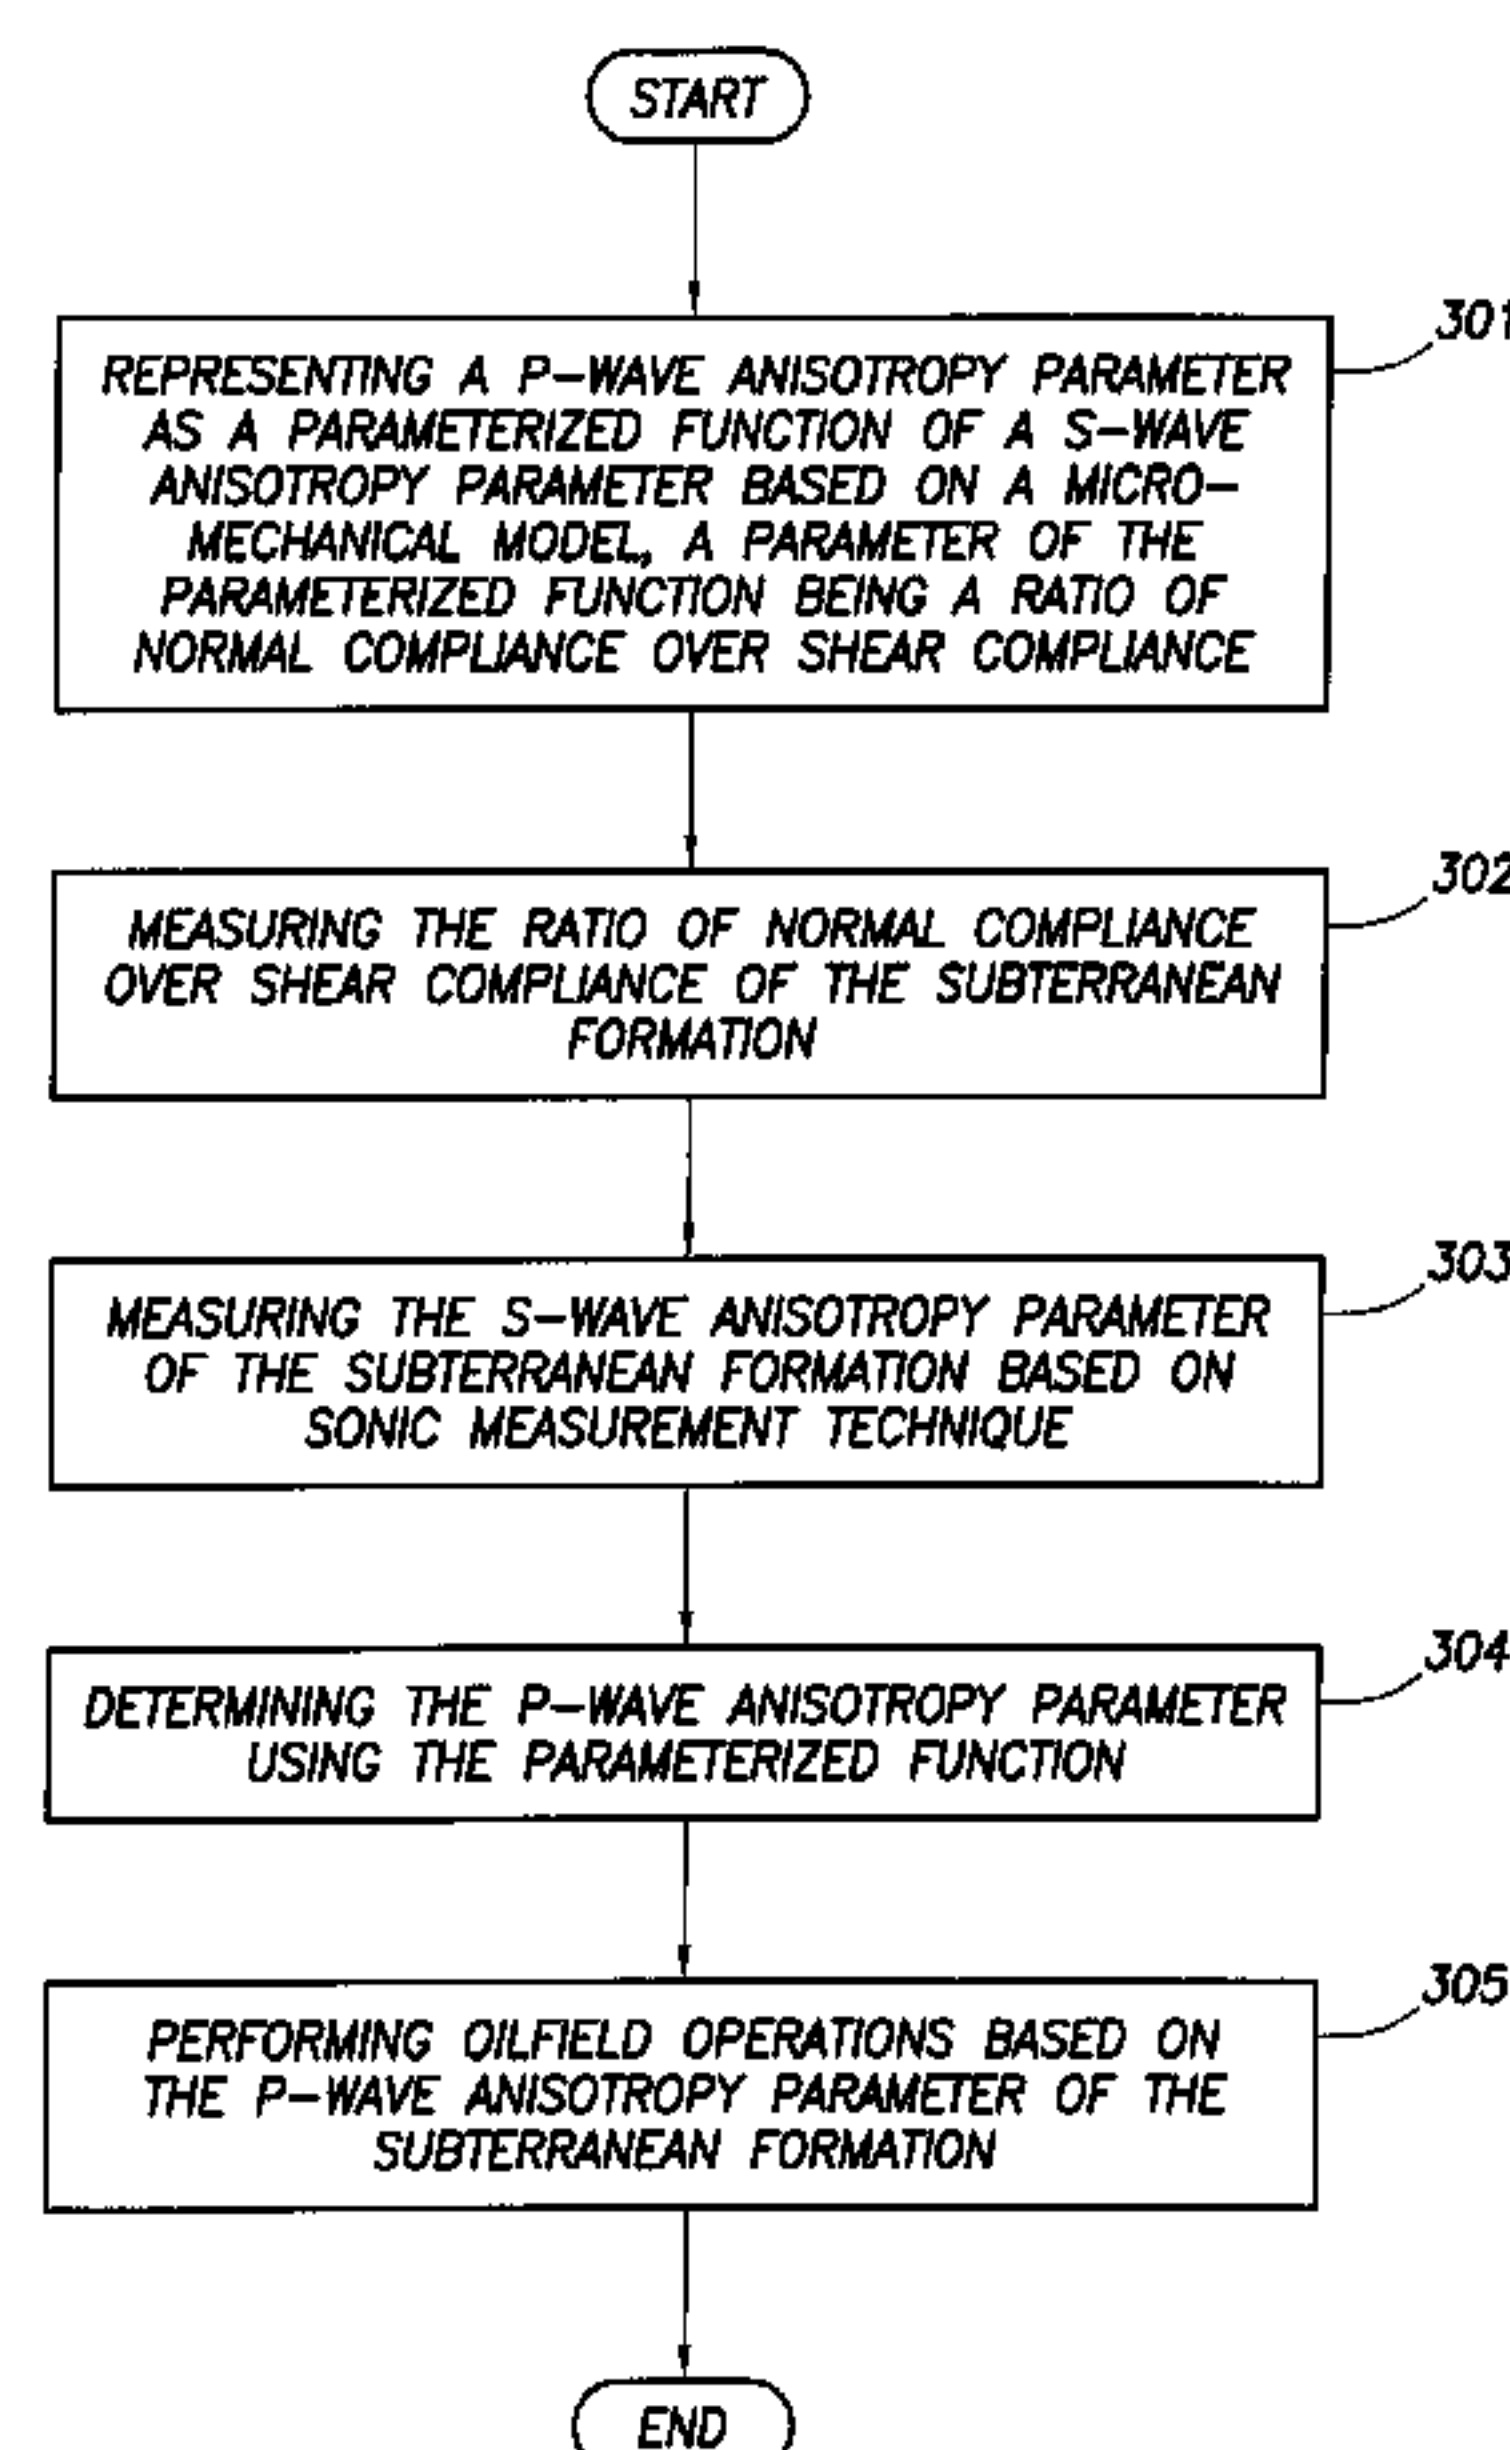 START
301
REPRESENTING A P-WAVE ANISOTROPY PARAMETER
AS A PARAMETERIZED FUNCTION OF A S-WAVE
ANISOTROPY PARAMETER BASED ON A MICRO-
MECHANICAL MODEL, A PARAMETER OF THE
PARAMETERIZED FUNCTION BEING A RATIO OF
NORMAL COMPLIANCE OVER SHEAR COMPLIANCE
302
MEASURING THE RATIO OF NORMAL COMPLIANCE
OVER SHEAR COMPLIANCE OF THE SUBTERRANEAN
FORMATION
303
MEASURING THE S-WAVE ANISOTROPY PARAMETER
OF THE SUBTERRANEAN FORMATION BASED ON
SONIC MEASUREMENT TECHNIQUE
304
DETERMINING THE P-WAVE ANISOTROPY PARAMETER
USING THE PARAMETERIZED FUNCTION
305
PERFORMING OILFIELD OPERATIONS BASED ON
THE P-WAVE ANISOTROPY PARAMETER OF THE
SUBTERRANEAN FORMATION
END